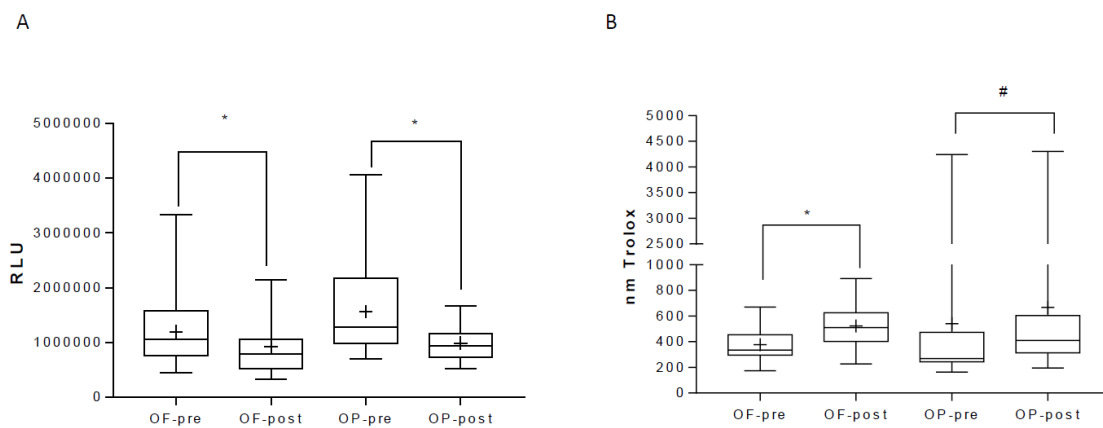 A
B
*
*
5000000
4000000
3000000
2000000
1000000
0
RLU
OF-pre
OF-post
OP-pre
OP-post
#
*
5000
4500
4000
3500
3000
2500
1000
800
600
400
200
0
nm Trolox
OF-pre
OF-post
OP-pre
OP-post